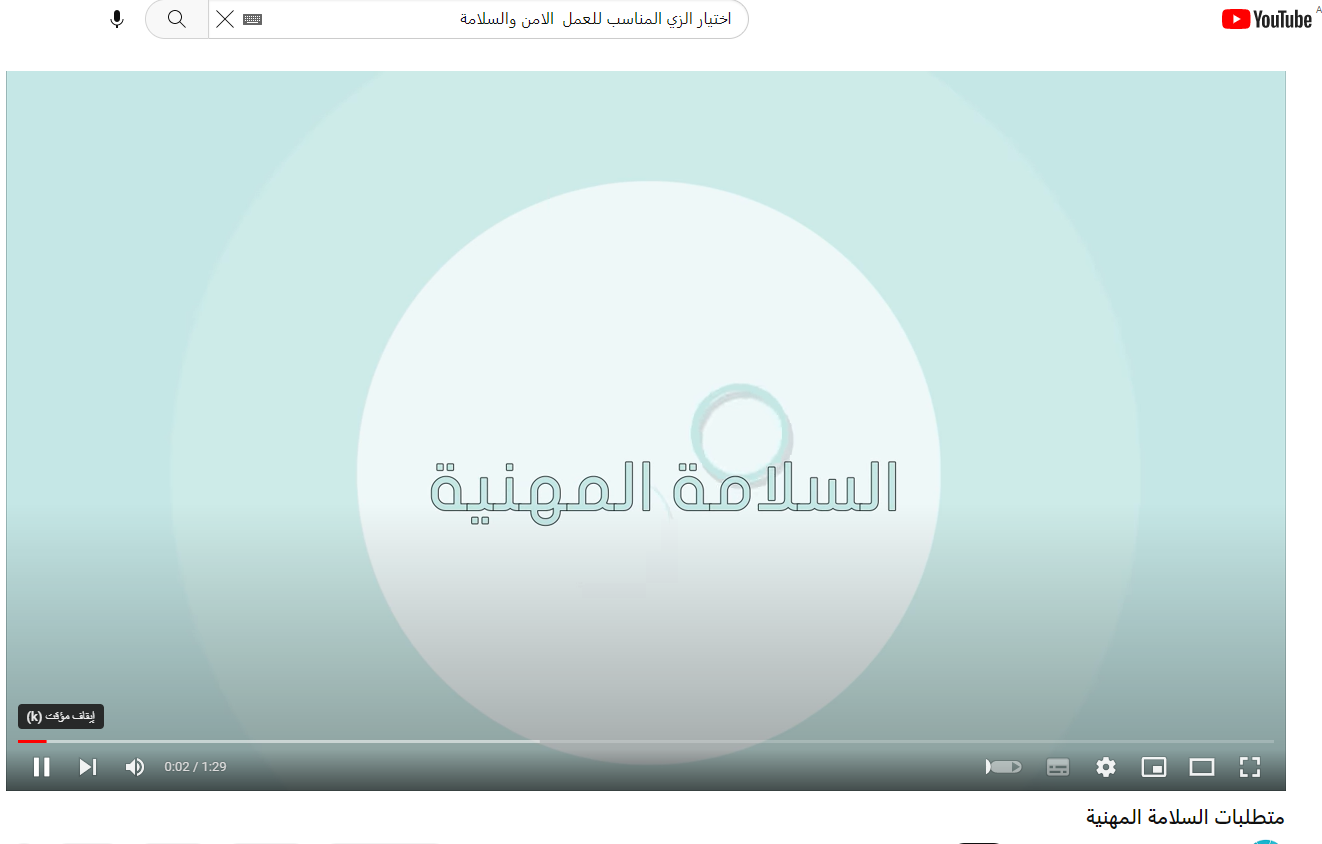 YouTube A
اختيار الزي المناسب للعمل الامن والسلامة
السلامة المهنية
إيقاف مؤقت (k)
0:02 / 1:29
متطلبات السلامة المهنية